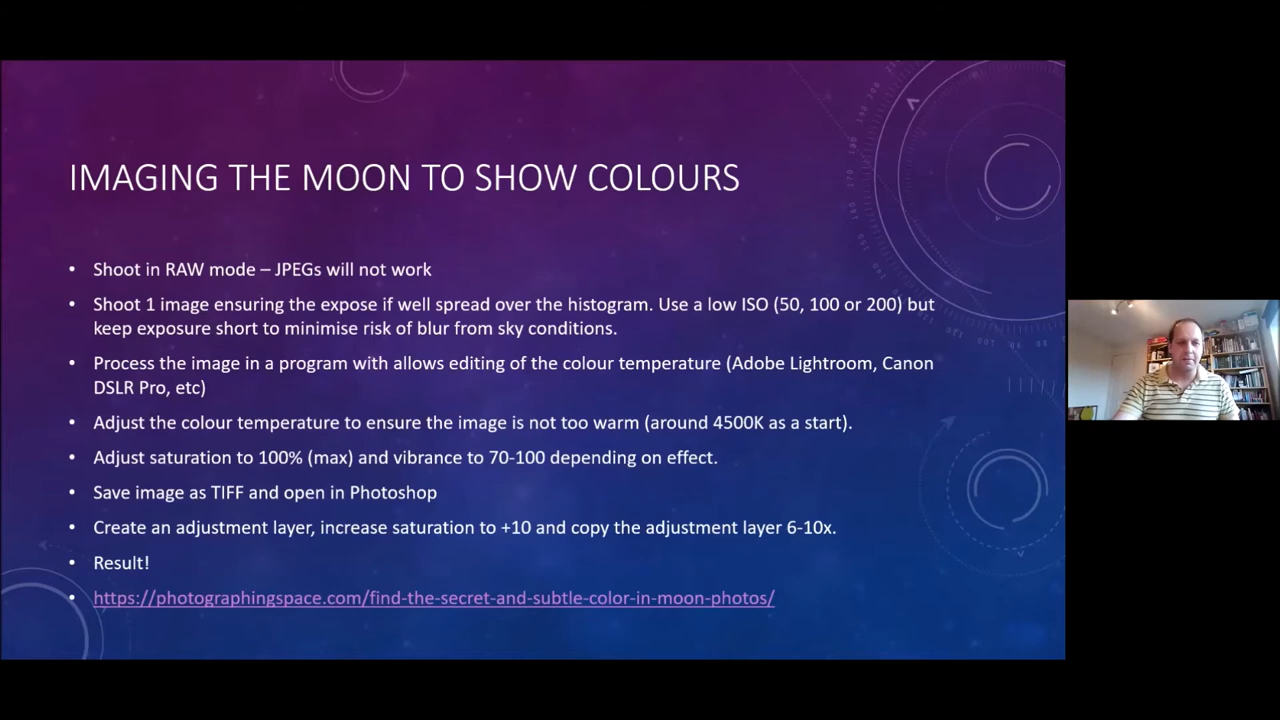 IMAGING THE MOON TO SHOW COLOURS
• Shoot in RAW mode – JPEGs will not work
• Shoot 1 image ensuring the expose if well spread over the histogram. Use a low ISO (50, 100 or 200) but
keep exposure short to minimise risk of blur from sky conditions.
• Process the image in a program with allows editing of the colour temperature (Adobe Lightroom, Canon
DSLR Pro, etc)
• Adjust the colour temperature to ensure the image is not too warm (around 4500K as a start).
• Adjust saturation to 100% (max) and vibrance to 70-100 depending on effect.
• Save image as TIFF and open in Photoshop
• Create an adjustment layer, increase saturation to +10 and copy the adjustment layer 6-10x.
• Result!
• https://photographingspace.com/find-the-secret-and-subtle-color-in-moon-photos/